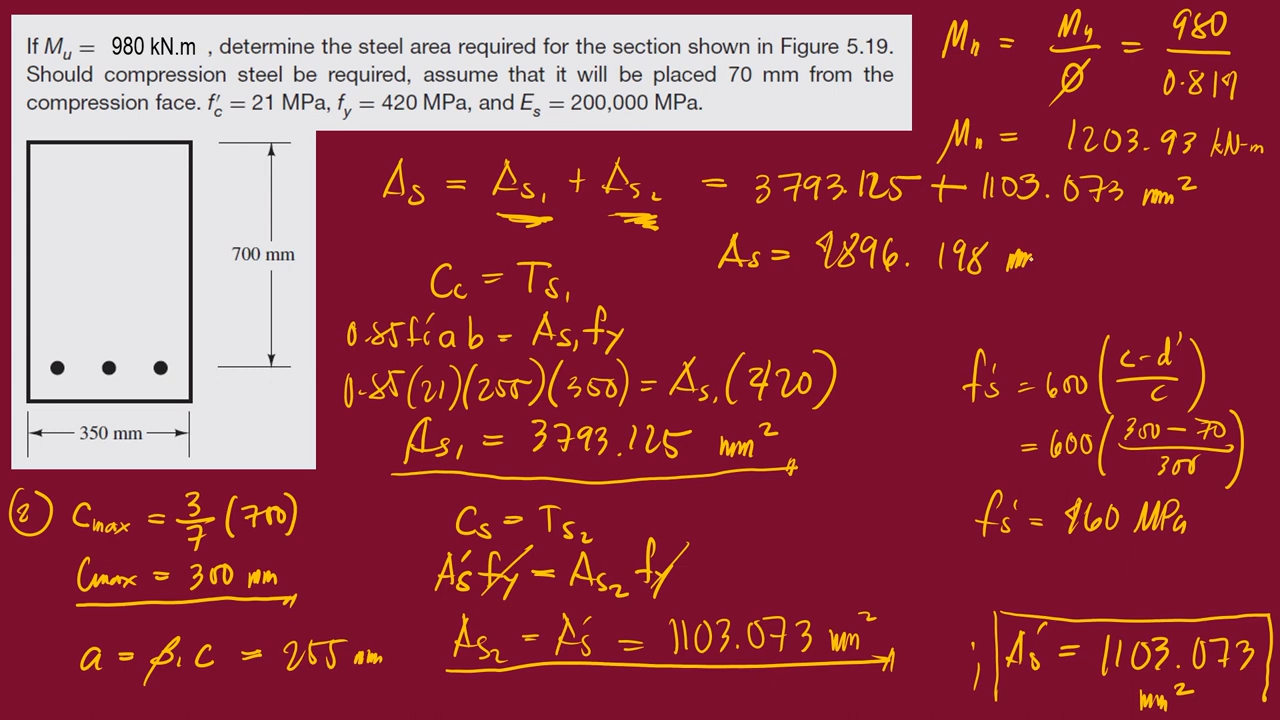 If Mu = 980 kN.m , determine the steel area required for the section shown in Figure 5.19.
Should compression steel be required, assume that it will be placed 70 mm from the
compression face. f′c = 21 MPa, fy = 420 MPa, and Es = 200,000 MPa.
Mn = Mu/Ø = 980/0.814
Mn = 1203.93 kN-m
As = As1 + As2 = 3793.125 + 1103.073 mm²
As = 4896.198 mm
700 mm
350 mm
Cc = Ts1
0.85f'c a b = As1 fy
0.85(21)(255)(350) = As1(420)
As1 = 3793.125 mm²
f's = 600 (c-d'/c)
= 600 (300-70/300)
f's = 460 MPa
② Cmax = 3/7 (700)
Cmax = 300 mm
a = β1 c = 255 mm
Cs = Ts2
A's fy = As2 fy
As2 = A's = 1103.073 mm²
; A's = 1103.073
mm²